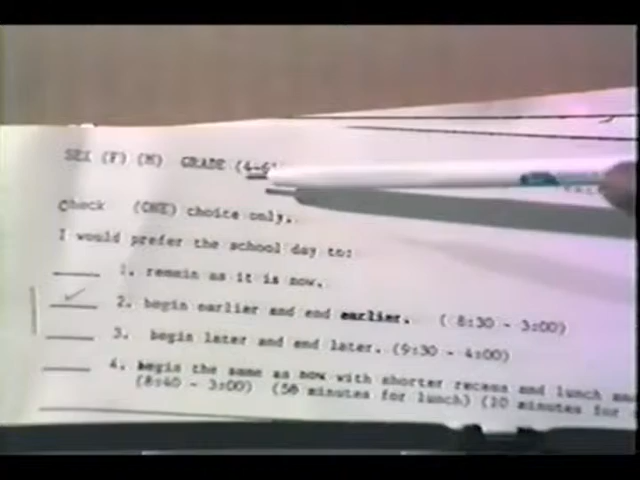 SEX (F) (M) GRADE (4-6
Check (ONE) choice only.
I would prefer the school day to:
1. remain as it is now.
2. begin earlier and end earlier. ( 8:30 - 3:00)
3. begin later and end later. (9:30 - 4:00)
4. begin the same as now with shorter recess and lunch
(8:40 - 3:00) (50 minutes for lunch) (10 minutes for